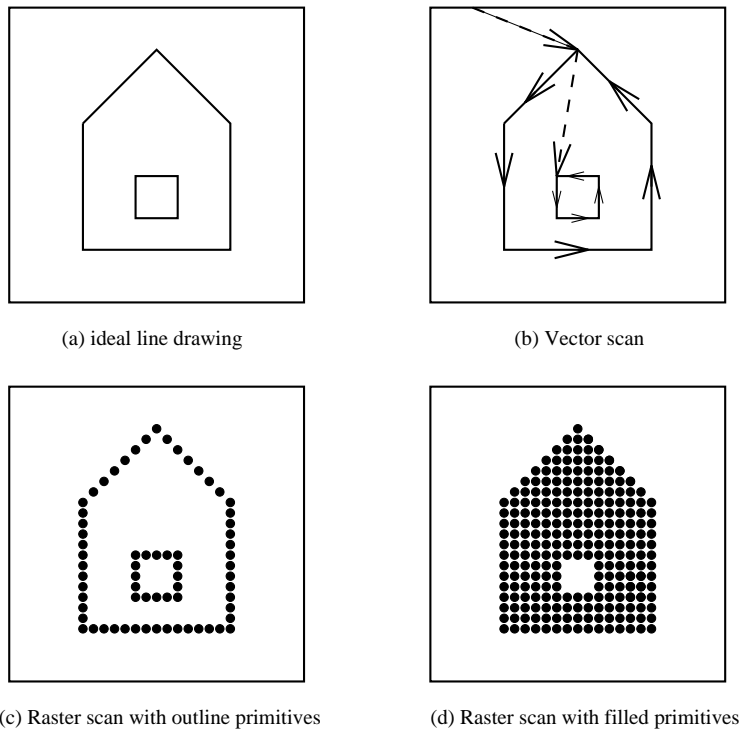 (a) ideal line drawing
(b) Vector scan
(c) Raster scan with outline primitives
(d) Raster scan with filled primitives